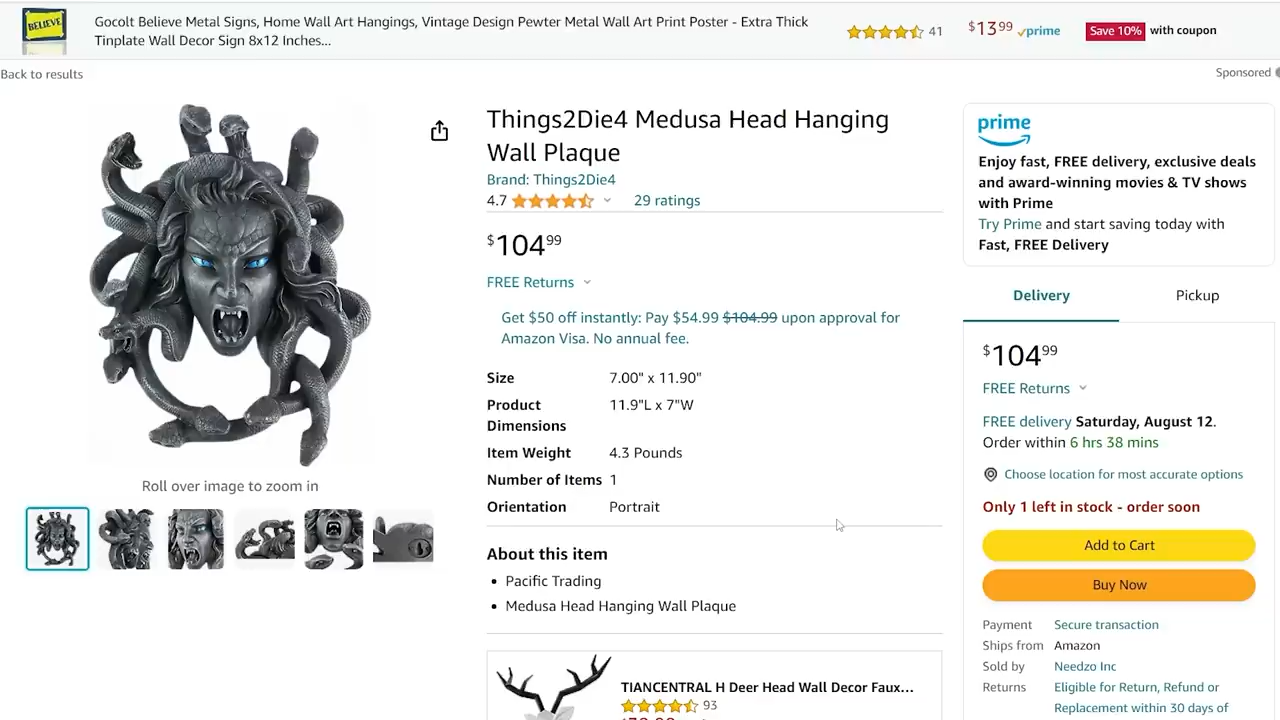 BELIEVE
Gocolt Believe Metal Signs, Home Wall Art Hangings, Vintage Design Pewter Metal Wall Art Print Poster - Extra Thick
Tinplate Wall Decor Sign 8x12 Inches...
41
$13 99 prime
Save 10% with coupon
Back to results
Sponsored
Things2Die4 Medusa Head Hanging
Wall Plaque
Brand: Things2Die4
4.7
29 ratings
$104 99
FREE Returns
Get $50 off instantly: Pay $54.99 $104.99 upon approval for
Amazon Visa. No annual fee.
Size 7.00" x 11.90"
Product Dimensions 11.9"L x 7"W
Item Weight 4.3 Pounds
Number of Items 1
Orientation Portrait
About this item
• Pacific Trading
• Medusa Head Hanging Wall Plaque
TIANCENTRAL H Deer Head Wall Decor Faux...
93
Roll over image to zoom in
prime
Enjoy fast, FREE delivery, exclusive deals
and award-winning movies & TV shows
with Prime
Try Prime and start saving today with
Fast, FREE Delivery
Delivery
Pickup
$104 99
FREE Returns
FREE delivery Saturday, August 12.
Order within 6 hrs 38 mins
Choose location for most accurate options
Only 1 left in stock - order soon
Add to Cart
Buy Now
Payment Secure transaction
Ships from Amazon
Sold by Needzo Inc
Returns Eligible for Return, Refund or
Replacement within 30 days of